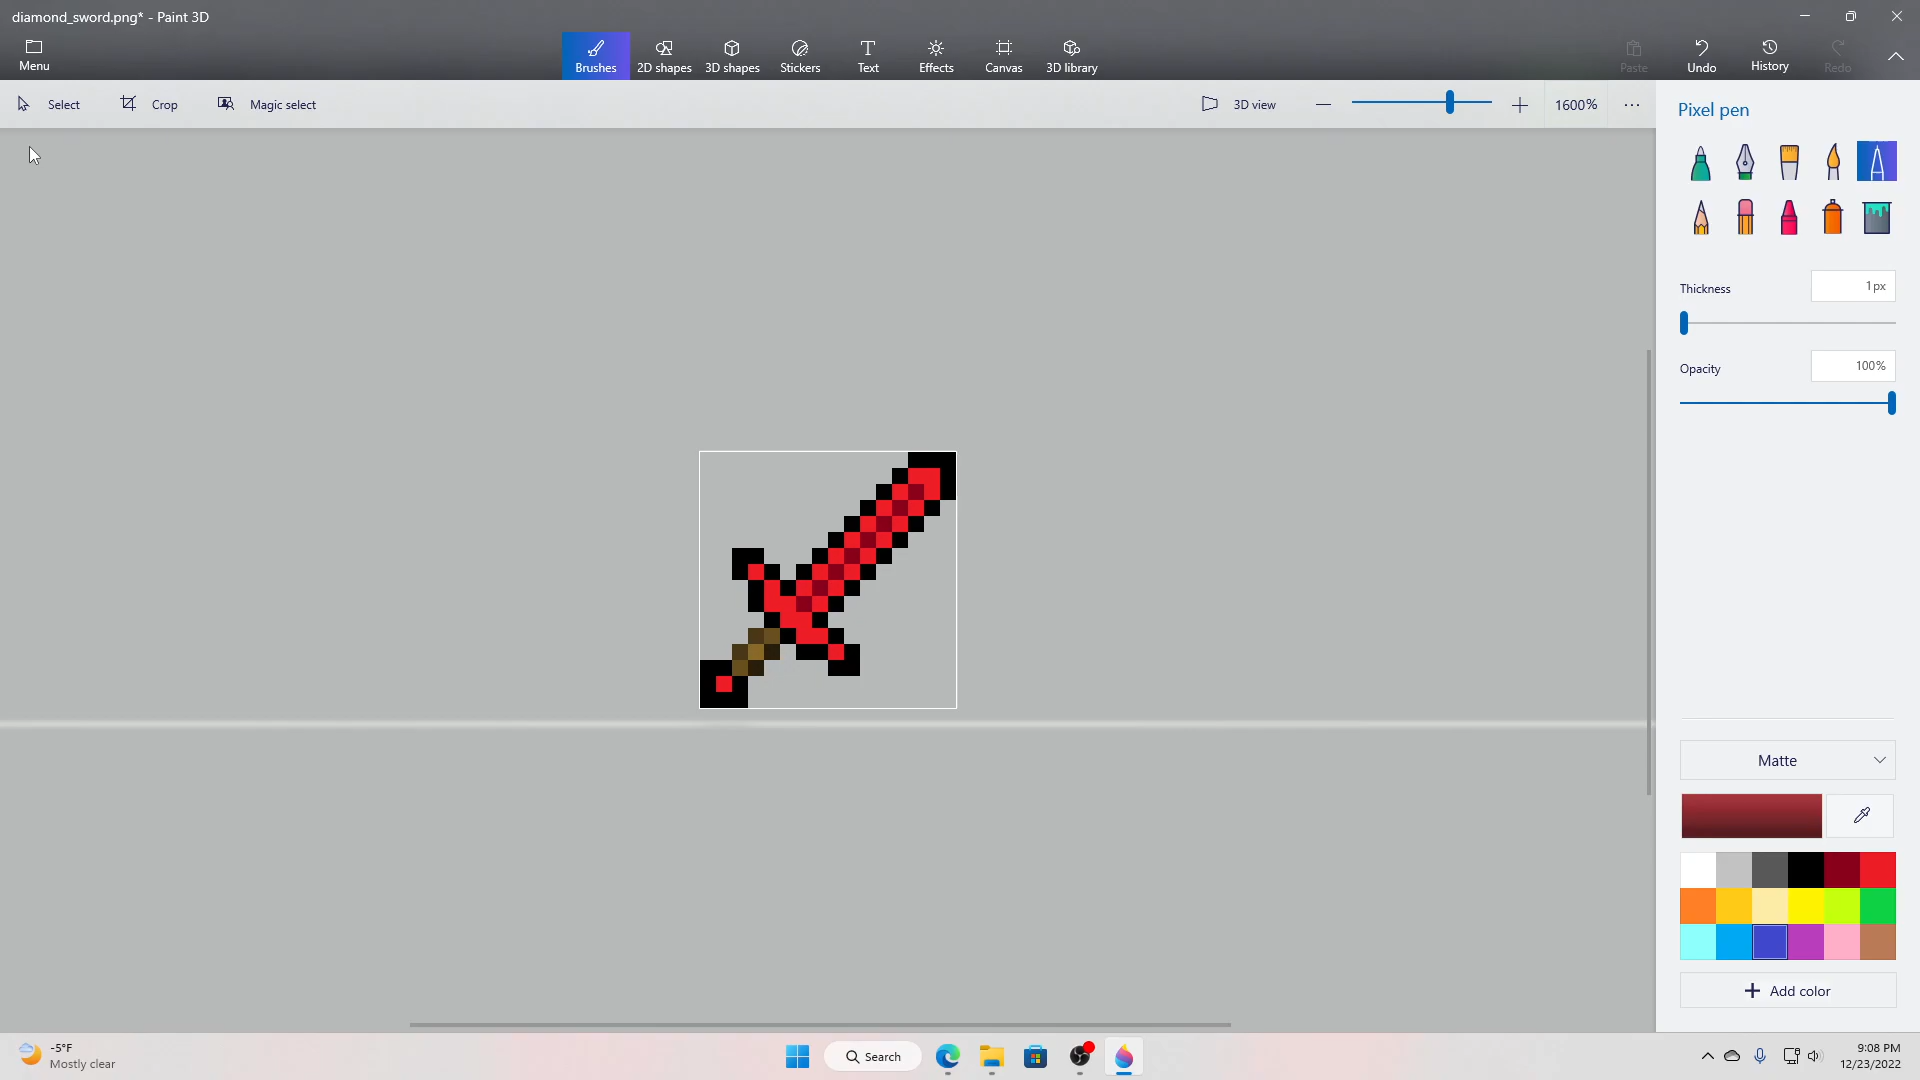 diamond_sword.png* - Paint 3D
Menu
Brushes
2D shapes
3D shapes
Stickers
Text
Effects
Canvas
3D library
Paste
Undo
History
Redo
Select
Crop
Magic select
3D view
1600%
Pixel pen
Thickness
1px
Opacity
100%
Matte
Add color
-5°F
Mostly clear
Search
9:08 PM
12/23/2022